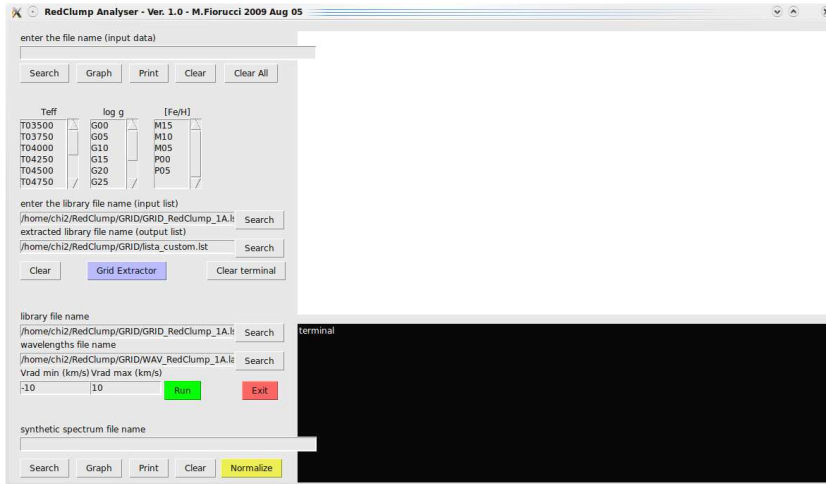 RedClump Analyser - Ver. 1.0 - M.Fiorucci 2009 Aug 05
enter the file name (input data)
Search Graph Print Clear Clear All
Teff log g [Fe/H]
T03500 G00 M15
T03750 G05 M10
T04000 G10 M05
T04250 G15 P00
T04500 G20 P05
T04750 G25
enter the library file name (input list)
/home/chi2/RedClump/GRID/GRID_RedClump_1A.ls Search
extracted library file name (output list)
/home/chi2/RedClump/GRID/lista_custom.lst Search
Clear Grid Extractor Clear terminal
library file name
/home/chi2/RedClump/GRID/GRID_RedClump_1A.ls Search
terminal
wavelengths file name
/home/chi2/RedClump/GRID/WAV_RedClump_1A.la Search
Vrad min (km/s) Vrad max (km/s)
-10 10 Run Exit
synthetic spectrum file name
Search Graph Print Clear Normalize